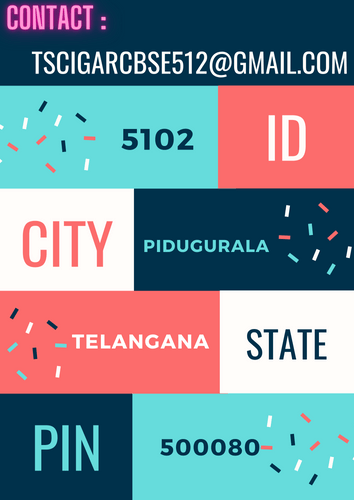 CONTACT :
TSCIGARCBSE512@GMAIL.COM
5102 ID
CITY PIDUGURALA
TELANGANA STATE
PIN 500080